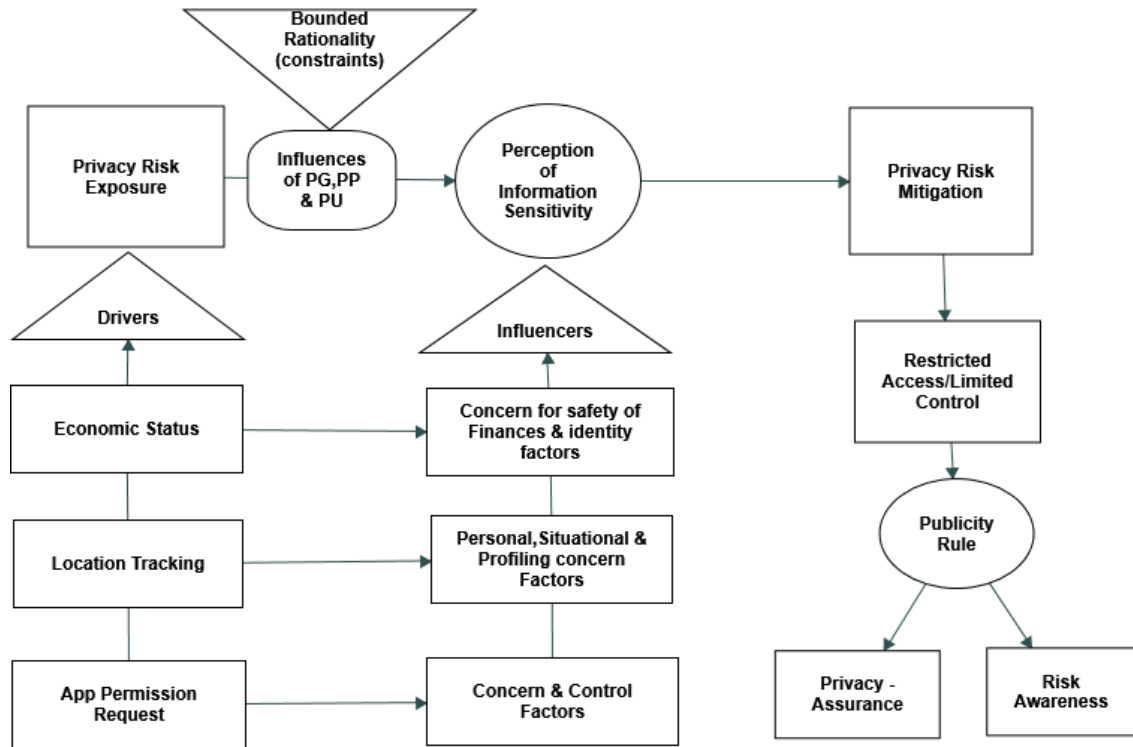 Bounded
Rationality
(constraints)
Privacy Risk
Exposure
Influences
of PG,PP
& PU
Perception
of
Information
Sensitivity
Privacy Risk
Mitigation
Drivers
Influencers
Restricted
Access/Limited
Control
Economic Status
Concern for safety of
Finances & identity
factors
Publicity
Rule
Location Tracking
Personal,Situational &
Profiling concern
Factors
App Permission
Request
Concern & Control
Factors
Privacy -
Assurance
Risk
Awareness